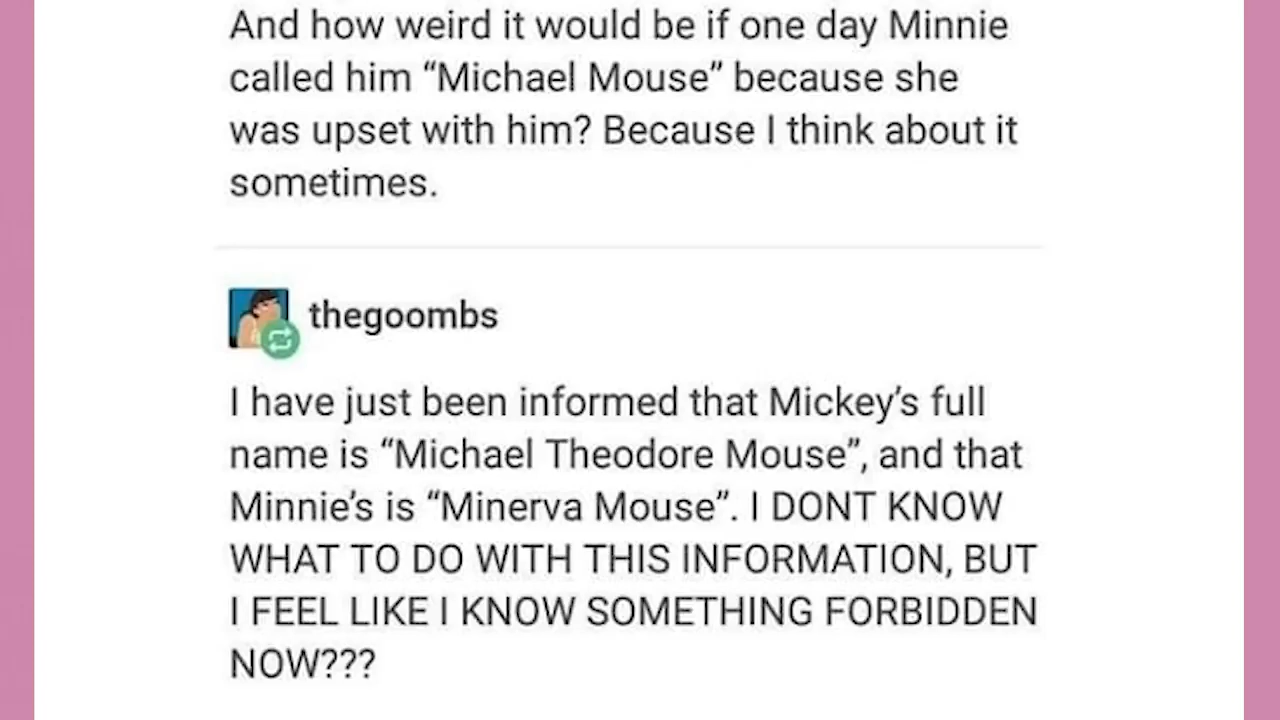 And how weird it would be if one day Minnie
called him “Michael Mouse” because she
was upset with him? Because I think about it
sometimes.
thegoombs
I have just been informed that Mickey’s full
name is “Michael Theodore Mouse”, and that
Minnie’s is “Minerva Mouse”. I DONT KNOW
WHAT TO DO WITH THIS INFORMATION, BUT
I FEEL LIKE I KNOW SOMETHING FORBIDDEN
NOW???